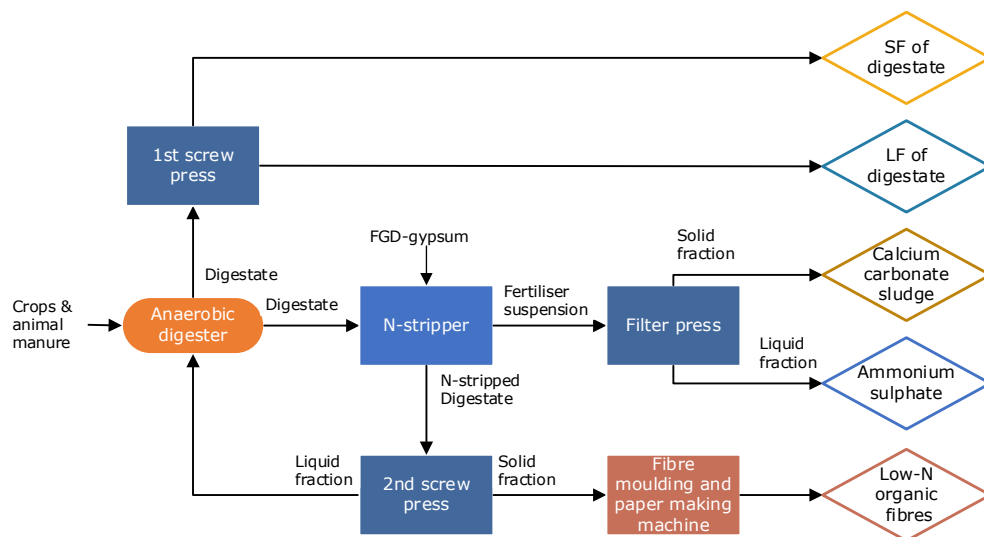 SF of
digestate
1st screw
press
LF of
digestate
FGD-gypsum
Solid
fraction
Calcium
carbonate
sludge
Digestate
Crops &
animal
manure
Anaerobic
digester
Digestate
N-stripper
Fertiliser
suspension
Filter press
Liquid
fraction
Ammonium
sulphate
N-stripped
Digestate
Liquid
fraction
2nd screw
press
Solid
fraction
Fibre
moulding and
paper making
machine
Low-N
organic
fibres